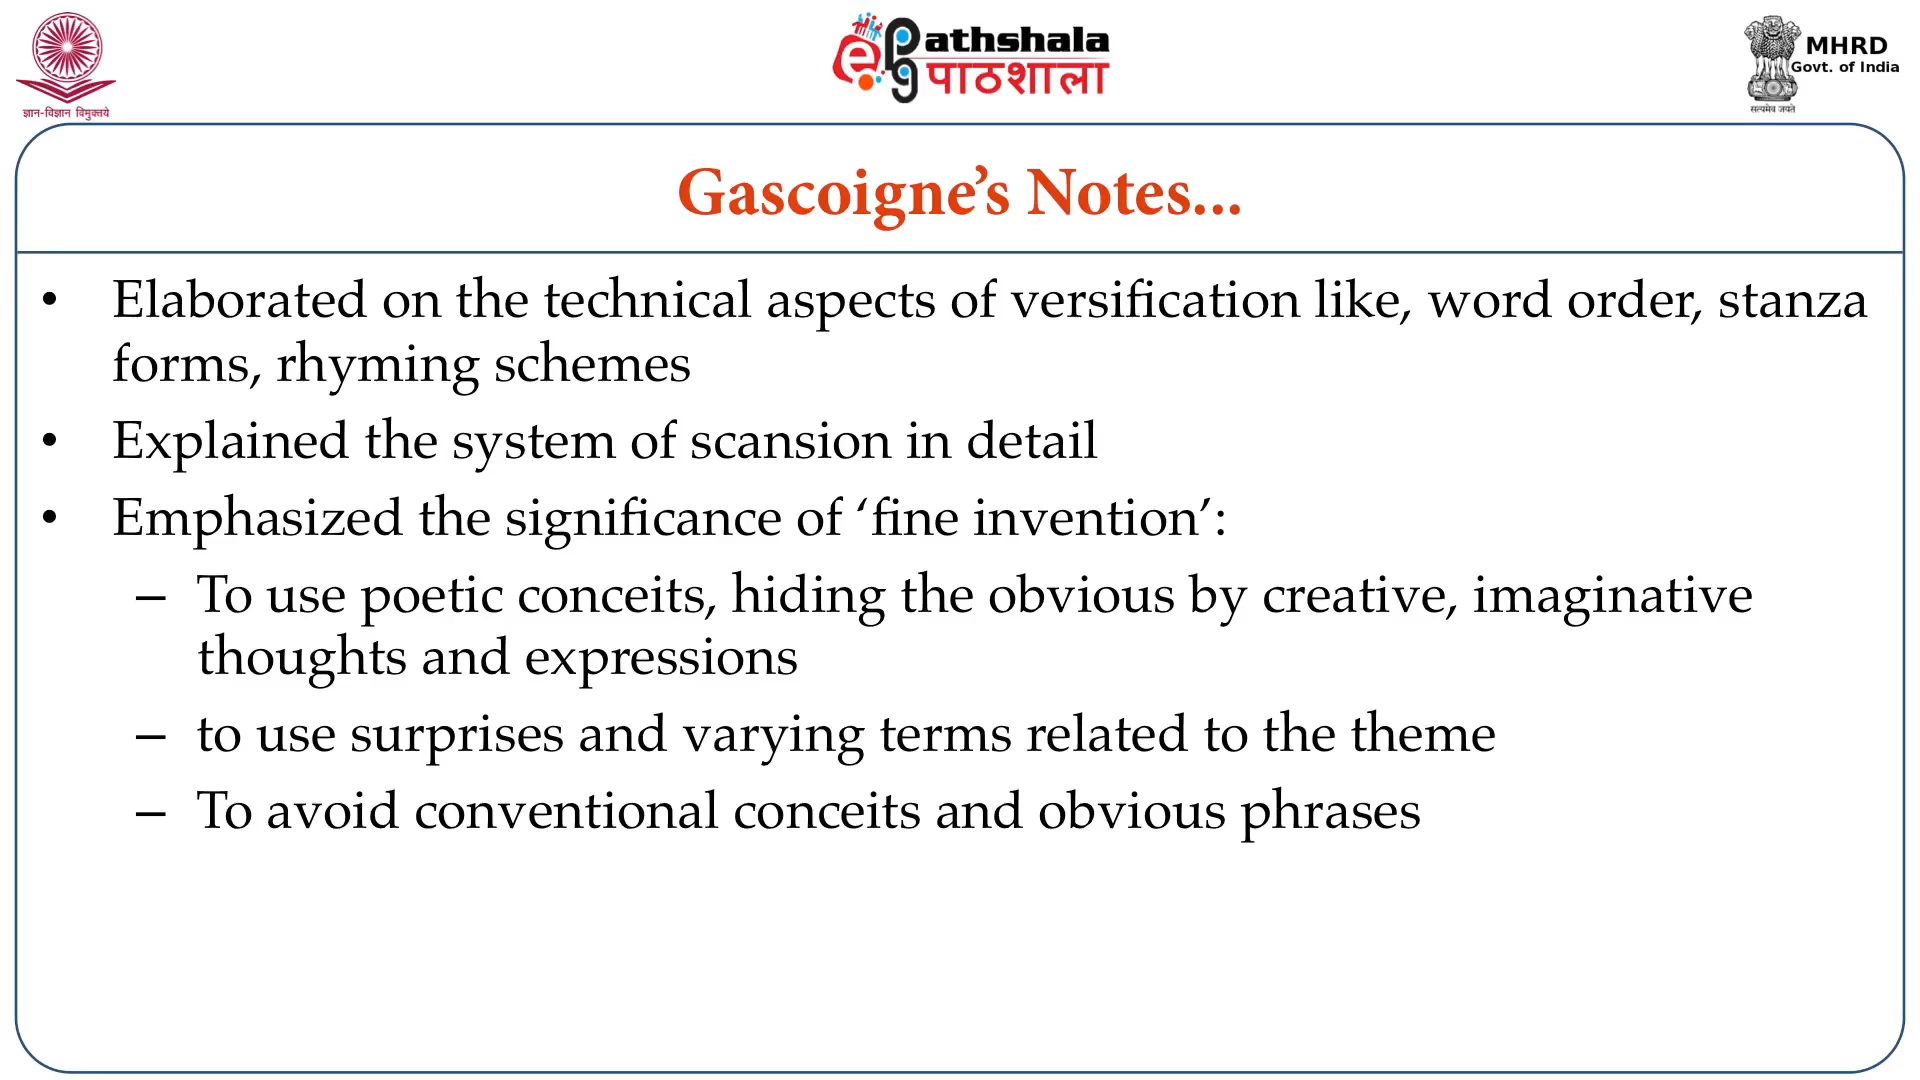 ज्ञान-विज्ञान विमुक्तये
ePg Pathshala
पाठशाला
MHRD
Govt. of India
सत्यमेव जयते
Gascoigne’s Notes...
• Elaborated on the technical aspects of versification like, word order, stanza
forms, rhyming schemes
• Explained the system of scansion in detail
• Emphasized the significance of ‘fine invention’:
– To use poetic conceits, hiding the obvious by creative, imaginative
thoughts and expressions
– to use surprises and varying terms related to the theme
– To avoid conventional conceits and obvious phrases